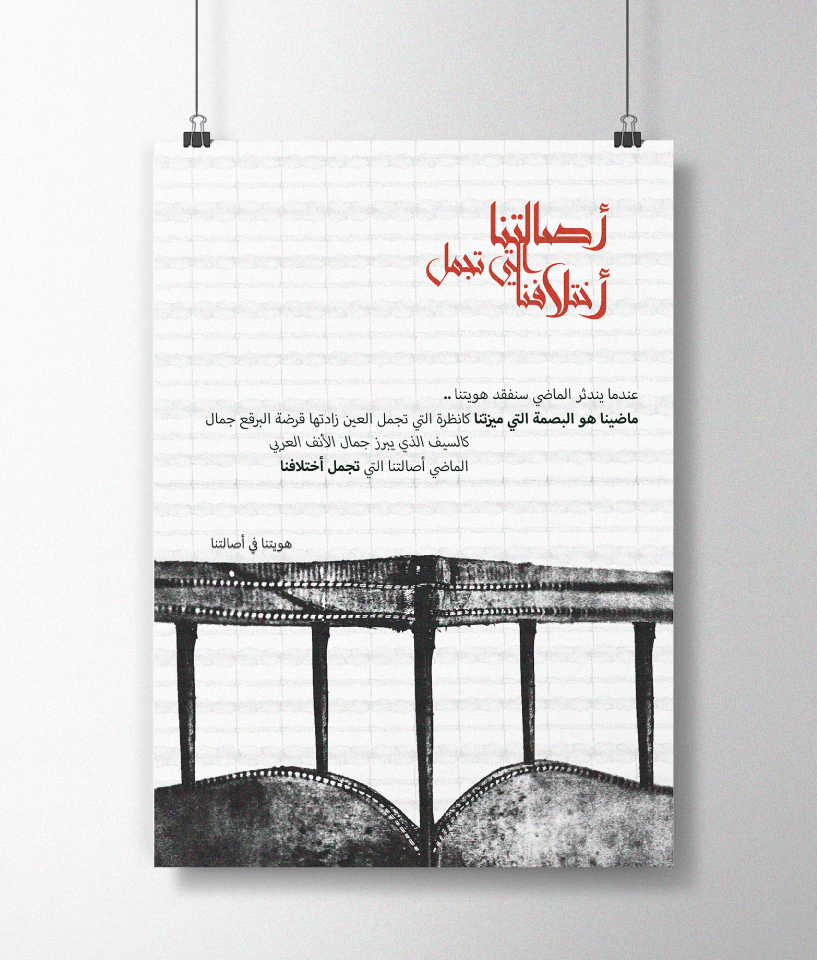 أصالتينا
التي تجمل
أختلافنا
عندما يندثر الماضي سنفقد هويتنا ..
ماضينا هو البصمة التي ميزتنا كانظرة التي تجمل العين زادتها قرضة البرقع جمال
كالسيف الذي يبرز جمال الأنف العربي
الماضي أصالتنا التي تجمل أختلافنا
هويتنا في أصالتنا